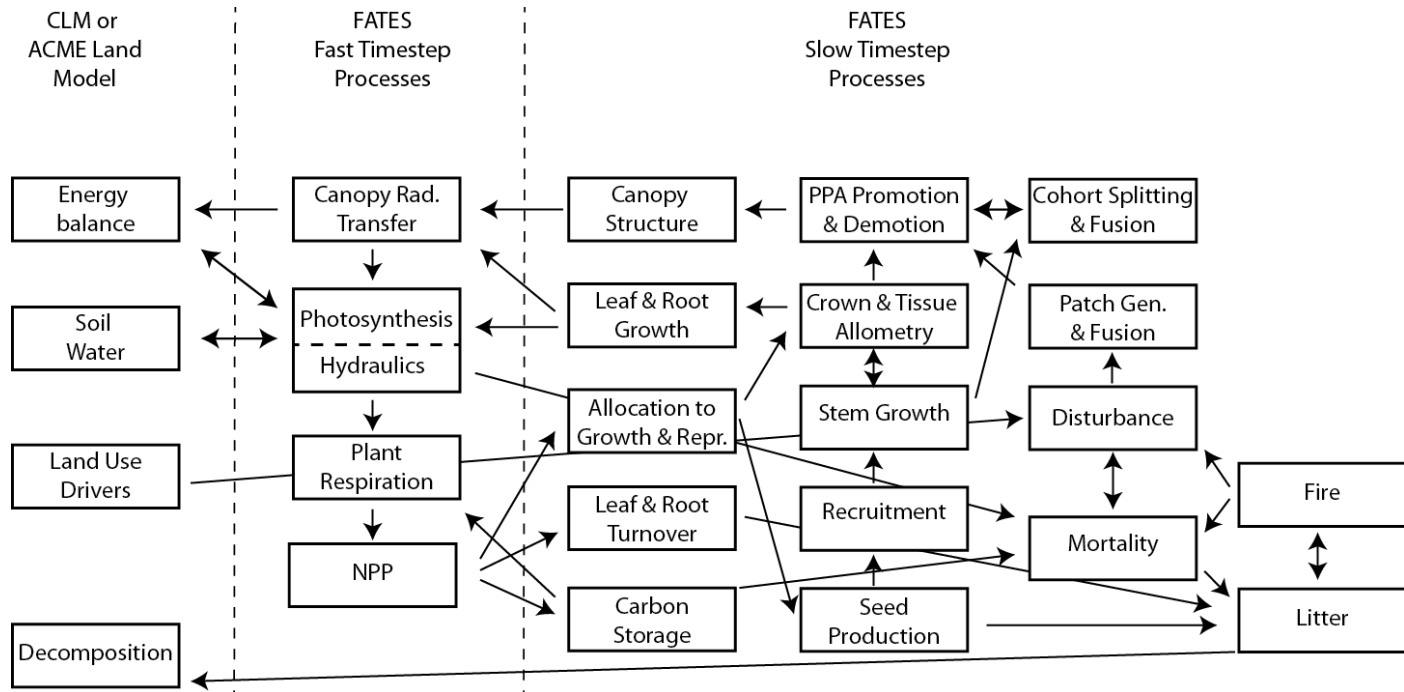 CLM or
ACME Land
Model
FATES
Fast Timestep
Processes
FATES
Slow Timestep
Processes
Energy
balance
Canopy Rad.
Transfer
Canopy
Structure
PPA Promotion
& Demotion
Cohort Splitting
& Fusion
Soil
Water
Photosynthesis
Hydraulics
Leaf & Root
Growth
Crown & Tissue
Allometry
Patch Gen.
& Fusion
Allocation to
Growth & Repr.
Stem Growth
Disturbance
Land Use
Drivers
Plant
Respiration
Leaf & Root
Turnover
Recruitment
Mortality
Fire
NPP
Carbon
Storage
Seed
Production
Litter
Decomposition